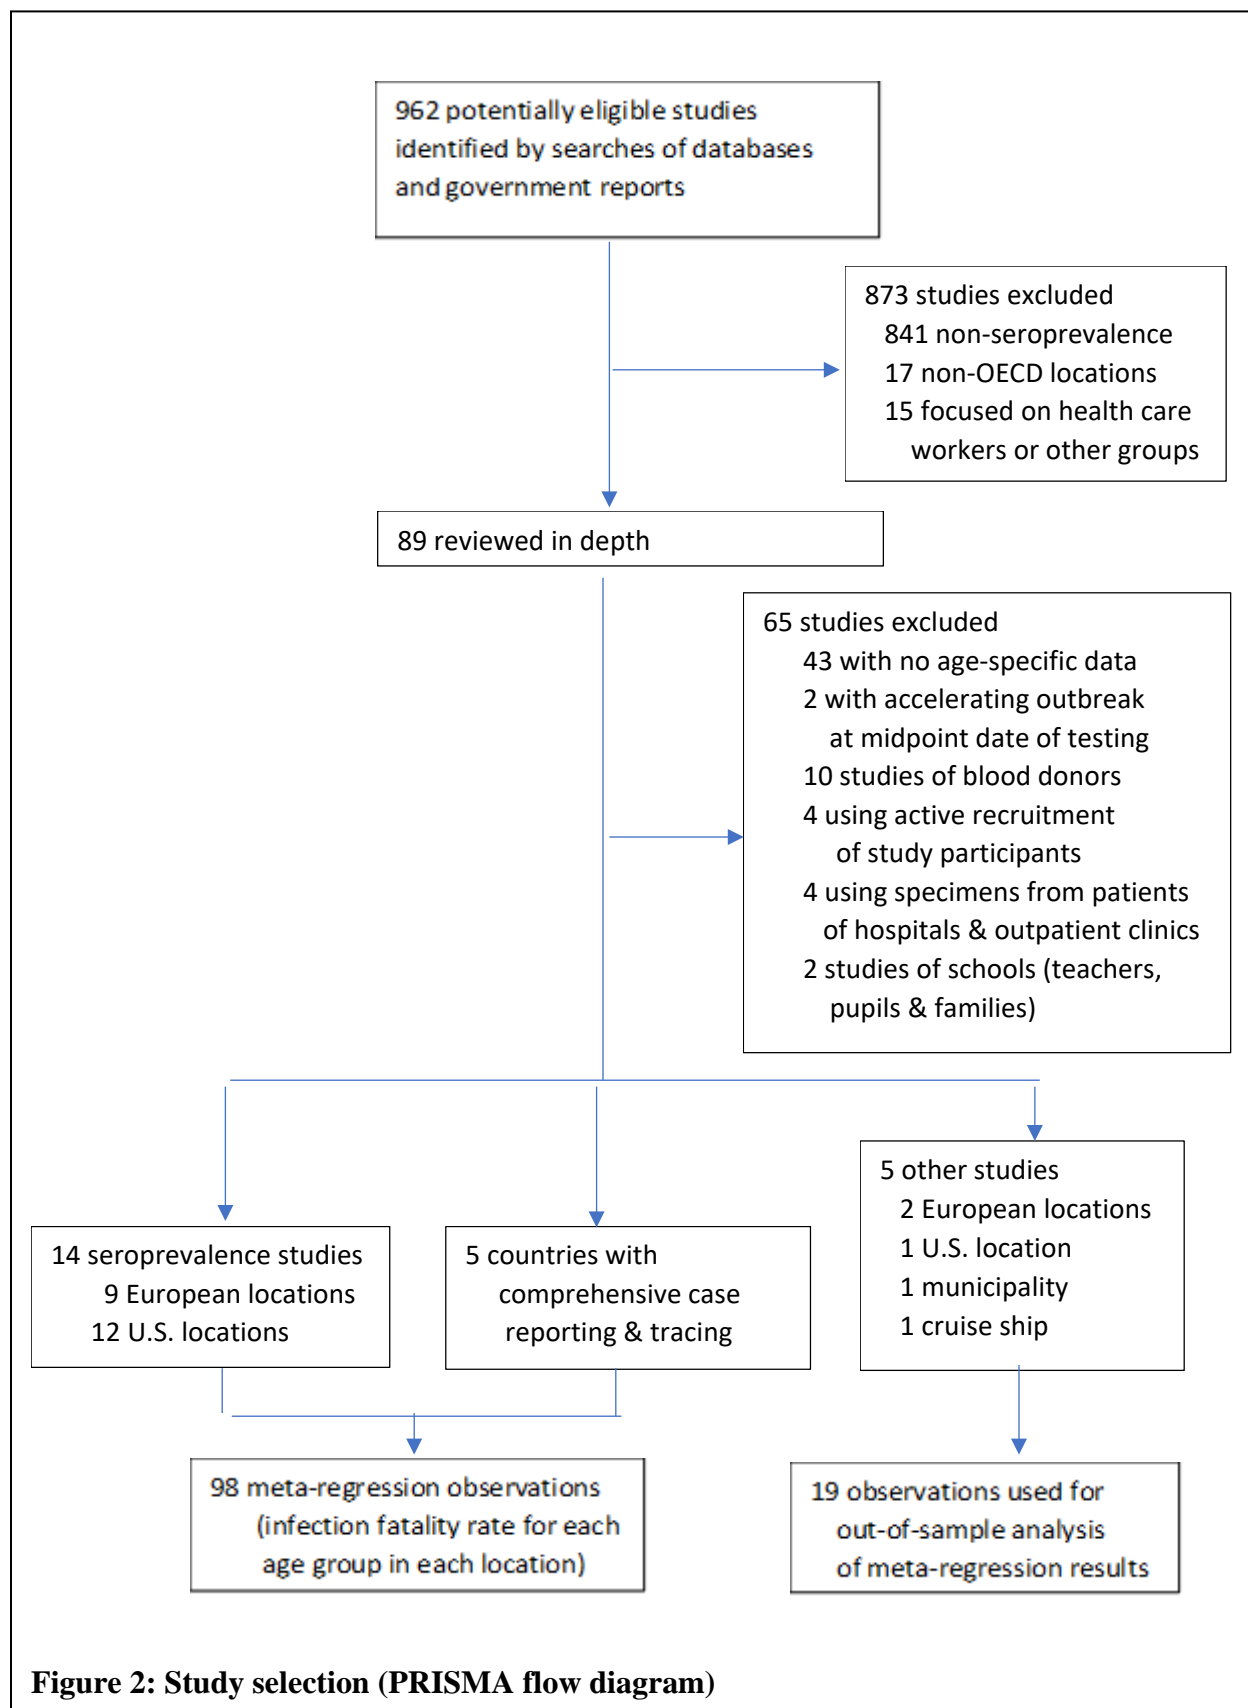 962 potentially eligible studies
identified by searches of databases
and government reports
873 studies excluded
841 non-seroprevalence
17 non-OECD locations
15 focused on health care
workers or other groups
89 reviewed in depth
65 studies excluded
43 with no age-specific data
2 with accelerating outbreak
at midpoint date of testing
10 studies of blood donors
4 using active recruitment
of study participants
4 using specimens from patients
of hospitals & outpatient clinics
2 studies of schools (teachers,
pupils & families)
14 seroprevalence studies
9 European locations
12 U.S. locations
5 countries with
comprehensive case
reporting & tracing
5 other studies
2 European locations
1 U.S. location
1 municipality
1 cruise ship
98 meta-regression observations
(infection fatality rate for each
age group in each location)
19 observations used for
out-of-sample analysis
of meta-regression results
Figure 2: Study selection (PRISMA flow diagram)